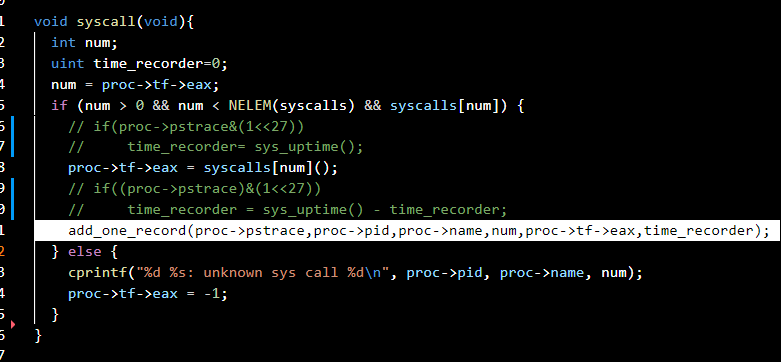 1 void syscall(void){
2   int num;
3   uint time_recorder=0;
4   num = proc->tf->eax;
5   if (num > 0 && num < NELEM(syscalls) && syscalls[num]) {
6     // if(proc->pstrace&(1<<27))
7     //     time_recorder= sys_uptime();
8     proc->tf->eax = syscalls[num]();
9     // if((proc->pstrace)&(1<<27))
0     //     time_recorder = sys_uptime() - time_recorder;
1     add_one_record(proc->pstrace,proc->pid,proc->name,num,proc->tf->eax,time_recorder);
2   } else {
3     cprintf("%d %s: unknown sys call %d\n", proc->pid, proc->name, num);
4     proc->tf->eax = -1;
5   }
6 }
7